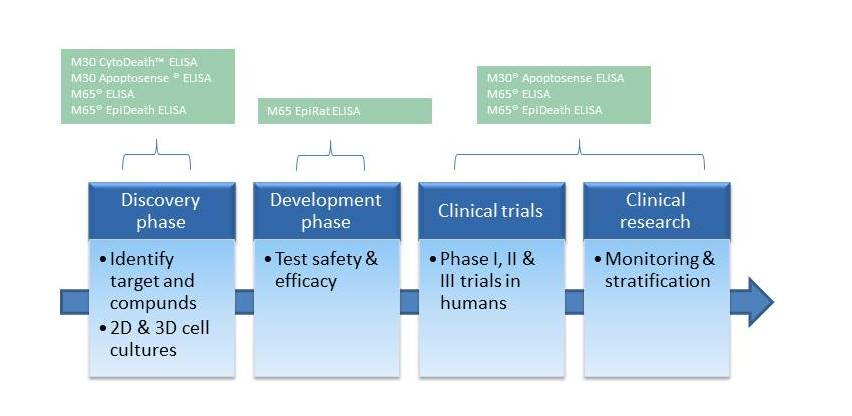 M30 CytoDeath™ ELISA
M30 Apoptosense ® ELISA
M65® ELISA
M65® EpiDeath ELISA
M65 EpiRat ELISA
M30® Apoptosense ELISA
M65® ELISA
M65® EpiDeath ELISA
Discovery
phase
• Identify
target and
compunds
• 2D & 3D cell
cultures
Development
phase
• Test safety &
efficacy
Clinical trials
• Phase I, II &
III trials in
humans
Clinical
research
• Monitoring &
stratification